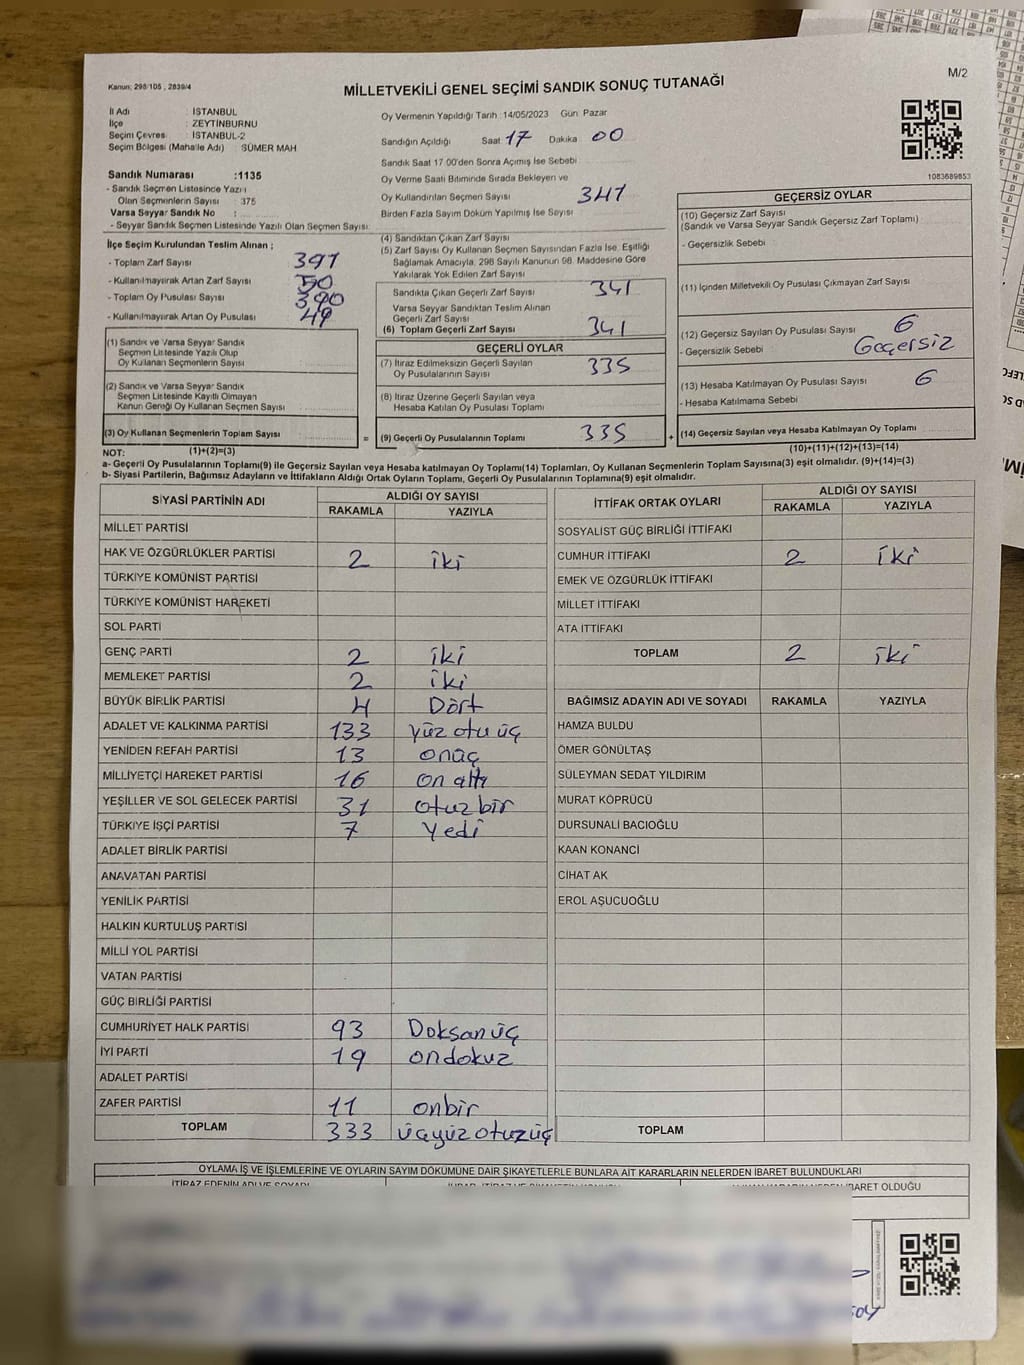 Kanun: 298/105 , 2839/4
MİLLETVEKİLİ GENEL SEÇİMİ SANDIK SONUÇ TUTANAĞI
M/2
İl Adı : İSTANBUL
İlçe : ZEYTİNBURNU
Seçim Çevres : İSTANBUL-2
Seçim Bölgesi (Mahalle Adı) : SÜMER MAH
Sandık Numarası :1135
- Sandık Seçmen Listesinde Yazılı
Olan Seçmenlerin Sayısı : 375
Varsa Seyyar Sandık No :
- Seyyar Sandık Seçmen Listesinde Yazılı Olan Seçmen Sayısı:
İlçe Seçim Kurulundan Teslim Alınan ;
- Toplam Zarf Sayısı 391
- Kullanılmayarak Artan Zarf Sayısı 50
- Toplam Oy Pusulası Sayısı 390
- Kullanılmayarak Artan Oy Pusulası 49
(1) Sandık ve Varsa Seyyar Sandık
Seçmen Listesinde Yazılı Olup
Oy Kullanan Seçmenlerin Sayısı
(2) Sandık ve Varsa Seyyar Sandık
Seçmen Listesinde Kayıtlı Olmayan
Kanun Gereği Oy Kullanan Seçmen Sayısı
(3) Oy Kullanan Seçmenlerin Toplam Sayısı
Oy Vermenin Yapıldığı Tarih :14/05/2023 Gün Pazar
Sandığın Açıldığı Saat 17 Dakika 00
Sandık Saat 17 00'den Sonra Açımış İse Sebebi
Oy Verme Saati Bitiminde Sırada Bekleyen ve
Oy Kullandırılan Seçmen Sayısı 341
Birden Fazla Sayım Döküm Yapılmış İse Sayısı
(4) Sandıktan Çıkan Zarf Sayısı
(5) Zarf Sayısı Oy Kullanan Seçmen Sayısından Fazla İse, Eşitliği
Sağlamak Amacıyla, 298 Sayılı Kanunun 98. Maddesine Göre
Yakılarak Yok Edilen Zarf Sayısı
Sandıkta Çıkan Geçerli Zarf Sayısı 341
Varsa Seyyar Sandıktan Teslim Alınan
Geçerli Zarf Sayısı
(6) Toplam Geçerli Zarf Sayısı 341
GEÇERLİ OYLAR
(7) İtiraz Edilmeksizin Geçerli Sayılan
Oy Pusulalarının Sayısı 335
(8) İtiraz Üzerine Geçerli Sayılan veya
Hesaba Katılan Oy Pusulası Toplamı
= (9) Geçerli Oy Pusulalarının Toplamı 335 +
1083689853
GEÇERSİZ OYLAR
(10) Geçersiz Zarf Sayısı
(Sandık ve Varsa Seyyar Sandık Geçersiz Zarf Toplamı)
- Geçersizlik Sebebi
(11) İçinden Milletvekili Oy Pusulası Çıkmayan Zarf Sayısı
(12) Geçersiz Sayılan Oy Pusulası Sayısı 6
- Geçersizlik Sebebi Geçersiz
(13) Hesaba Katılmayan Oy Pusulası Sayısı 6
- Hesaba Katılmama Sebebi
(14) Geçersiz Sayılan veya Hesaba Katılmayan Oy Toplamı
NOT: (1)+(2)=(3) (10)+(11)+(12)+(13)=(14)
a- Geçerli Oy Pusulalarının Toplamı(9) ile Geçersiz Sayılan veya Hesaba katılmayan Oy Toplamı(14) Toplamları, Oy Kullanan Seçmenlerin Toplam Sayısına(3) eşit olmalıdır. (9)+(14)=(3)
b- Siyasi Partilerin, Bağımsız Adayların ve İttifakların Aldığı Ortak Oyların Toplamı, Geçerli Oy Pusulalarının Toplamına(9) eşit olmalıdır.
SİYASİ PARTİNİN ADI ALDIĞI OY SAYISI
RAKAMLA YAZIYLA
MİLLET PARTİSİ
HAK VE ÖZGÜRLÜKLER PARTİSİ 2 iki
TÜRKİYE KOMÜNİST PARTİSİ
TÜRKİYE KOMÜNİST HAREKETİ
SOL PARTİ
GENÇ PARTİ 2 iki
MEMLEKET PARTİSİ 2 iki
BÜYÜK BİRLİK PARTİSİ 4 Dört
ADALET VE KALKINMA PARTİSİ 133 yüz otuüç
YENİDEN REFAH PARTİSİ 13 onüç
MİLLİYETÇİ HAREKET PARTİSİ 16 on altı
YEŞİLLER VE SOL GELECEK PARTİSİ 31 otuzbir
TÜRKİYE İŞÇİ PARTİSİ 7 Yedi
ADALET BİRLİK PARTİSİ
ANAVATAN PARTİSİ
YENİLİK PARTİSİ
HALKIN KURTULUŞ PARTİSİ
MİLLİ YOL PARTİSİ
VATAN PARTİSİ
GÜÇ BİRLİĞİ PARTİSİ
CUMHURİYET HALK PARTİSİ 93 Doksanüç
İYİ PARTİ 19 ondokuz
ADALET PARTİSİ
ZAFER PARTİSİ 11 onbir
TOPLAM 333 üçyüzotuzüç
İTTİFAK ORTAK OYLARI ALDIĞI OY SAYISI
RAKAMLA YAZIYLA
SOSYALİST GÜÇ BİRLİĞİ İTTİFAKI
CUMHUR İTTİFAKI 2 iki
EMEK VE ÖZGÜRLÜK İTTİFAKI
MİLLET İTTİFAKI
ATA İTTİFAKI
TOPLAM 2 iki
BAĞIMSIZ ADAYIN ADI VE SOYADI RAKAMLA YAZIYLA
HAMZA BULDU
ÖMER GÖNÜLTAŞ
SÜLEYMAN SEDAT YILDIRIM
MURAT KÖPRÜCÜ
DURSUNALİ BACIOĞLU
KAAN KONANCİ
CİHAT AK
EROL AŞUCUOĞLU
TOPLAM
OYLAMA İŞ VE İŞLEMLERİNE VE OYLARIN SAYIM DÖKÜMÜNE DAİR ŞİKAYETLERLE BUNLARA AİT KARARLARIN NELERDEN İBARET BULUNDUKLARI
İTİRAZ EDENİN ADI VE SOYADI